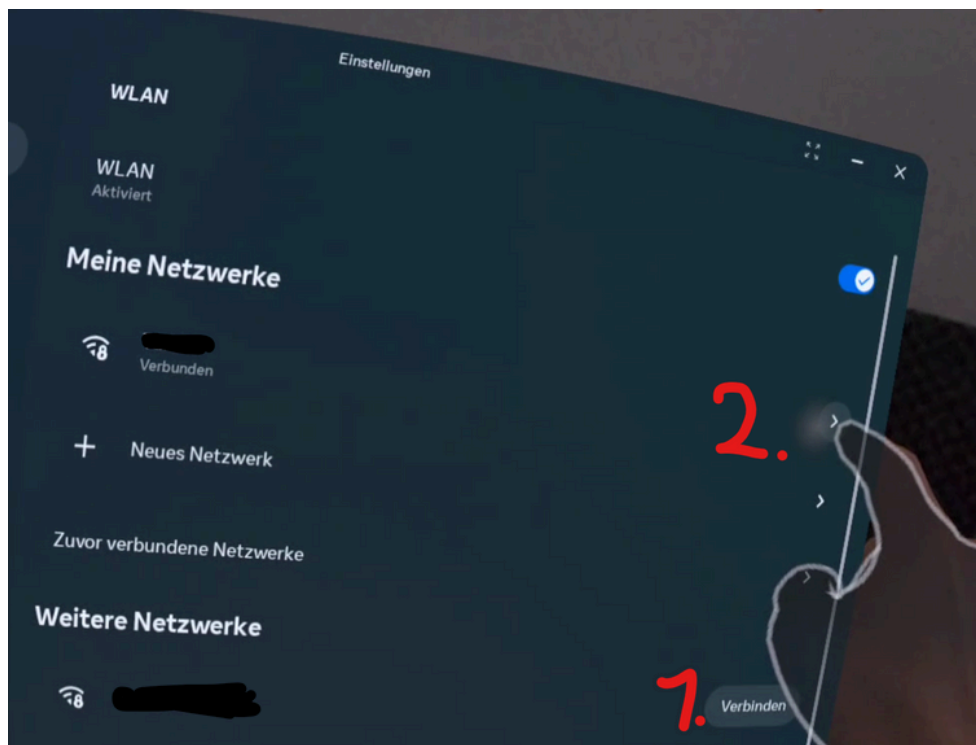 Einstellungen
WLAN
WLAN
Aktiviert
Meine Netzwerke
Verbunden
2.
Neues Netzwerk
Zuvor verbundene Netzwerke
Weitere Netzwerke
1.
Verbinden